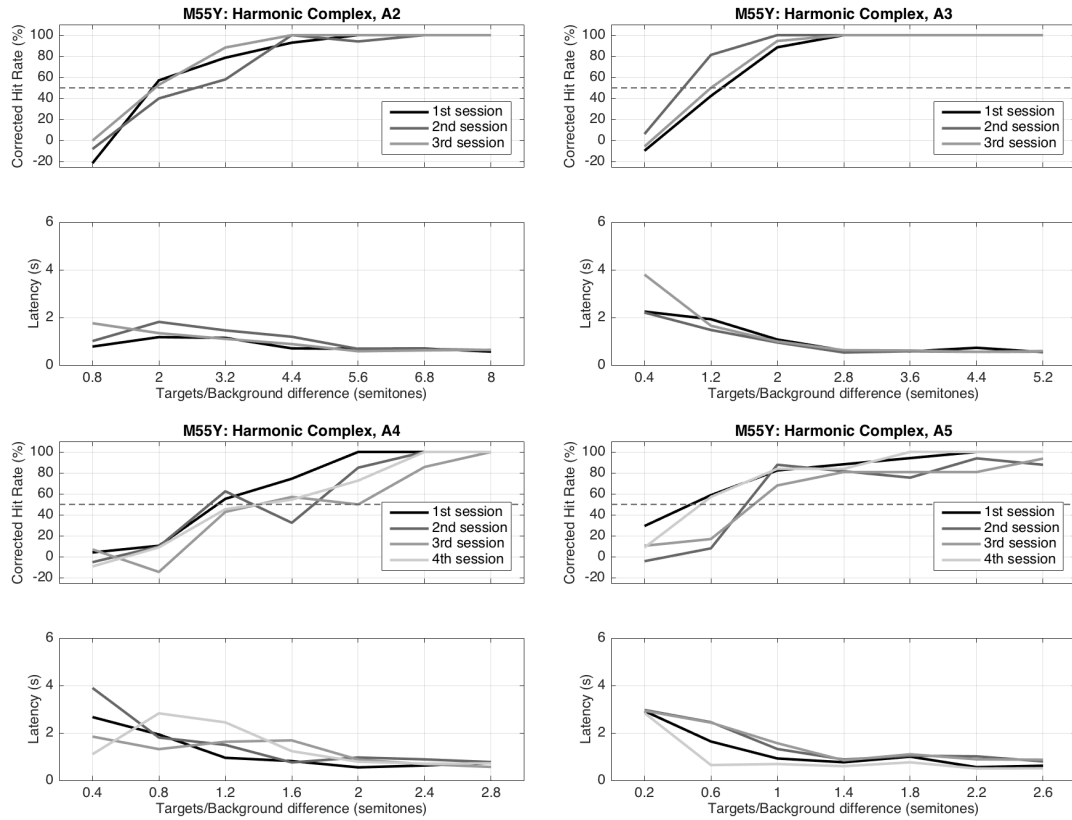 M55Y: Harmonic Complex, A2
Corrected Hit Rate (%)
100
80
60
40
20
0
-20
1st session
2nd session
3rd session
Latency (s)
6
4
2
0
0.8 2 3.2 4.4 5.6 6.8 8
Targets/Background difference (semitones)
M55Y: Harmonic Complex, A3
Corrected Hit Rate (%)
100
80
60
40
20
0
-20
1st session
2nd session
3rd session
Latency (s)
6
4
2
0
0.4 1.2 2 2.8 3.6 4.4 5.2
Targets/Background difference (semitones)
M55Y: Harmonic Complex, A4
Corrected Hit Rate (%)
100
80
60
40
20
0
-20
1st session
2nd session
3rd session
4th session
Latency (s)
6
4
2
0
0.4 0.8 1.2 1.6 2 2.4 2.8
Targets/Background difference (semitones)
M55Y: Harmonic Complex, A5
Corrected Hit Rate (%)
100
80
60
40
20
0
-20
1st session
2nd session
3rd session
4th session
Latency (s)
6
4
2
0
0.2 0.6 1 1.4 1.8 2.2 2.6
Targets/Background difference (semitones)